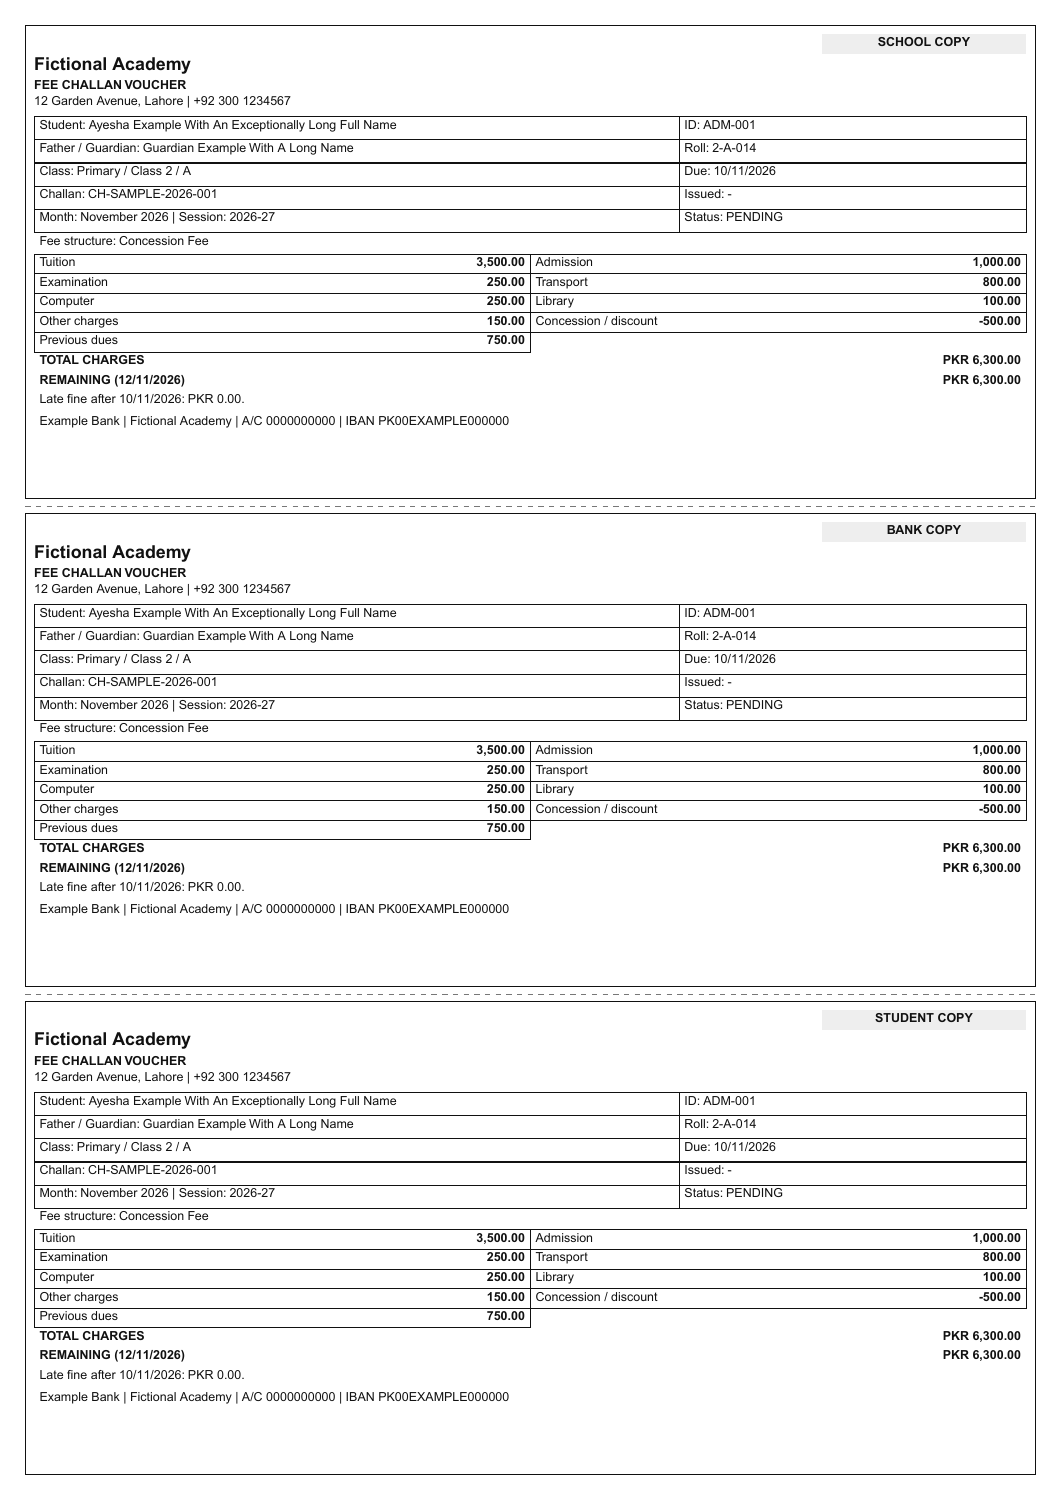 SCHOOL COPY
Fictional Academy
FEE CHALLAN VOUCHER
12 Garden Avenue, Lahore | +92 300 1234567
Student: Ayesha Example With An Exceptionally Long Full Name ID: ADM-001
Father / Guardian: Guardian Example With A Long Name Roll: 2-A-014
Class: Primary / Class 2 / A Due: 10/11/2026
Challan: CH-SAMPLE-2026-001 Issued: -
Month: November 2026 | Session: 2026-27 Status: PENDING
Fee structure: Concession Fee
Tuition 3,500.00 Admission 1,000.00
Examination 250.00 Transport 800.00
Computer 250.00 Library 100.00
Other charges 150.00 Concession / discount -500.00
Previous dues 750.00
TOTAL CHARGES PKR 6,300.00
REMAINING (12/11/2026) PKR 6,300.00
Late fine after 10/11/2026: PKR 0.00.
Example Bank | Fictional Academy | A/C 0000000000 | IBAN PK00EXAMPLE000000
BANK COPY
Fictional Academy
FEE CHALLAN VOUCHER
12 Garden Avenue, Lahore | +92 300 1234567
Student: Ayesha Example With An Exceptionally Long Full Name ID: ADM-001
Father / Guardian: Guardian Example With A Long Name Roll: 2-A-014
Class: Primary / Class 2 / A Due: 10/11/2026
Challan: CH-SAMPLE-2026-001 Issued: -
Month: November 2026 | Session: 2026-27 Status: PENDING
Fee structure: Concession Fee
Tuition 3,500.00 Admission 1,000.00
Examination 250.00 Transport 800.00
Computer 250.00 Library 100.00
Other charges 150.00 Concession / discount -500.00
Previous dues 750.00
TOTAL CHARGES PKR 6,300.00
REMAINING (12/11/2026) PKR 6,300.00
Late fine after 10/11/2026: PKR 0.00.
Example Bank | Fictional Academy | A/C 0000000000 | IBAN PK00EXAMPLE000000
STUDENT COPY
Fictional Academy
FEE CHALLAN VOUCHER
12 Garden Avenue, Lahore | +92 300 1234567
Student: Ayesha Example With An Exceptionally Long Full Name ID: ADM-001
Father / Guardian: Guardian Example With A Long Name Roll: 2-A-014
Class: Primary / Class 2 / A Due: 10/11/2026
Challan: CH-SAMPLE-2026-001 Issued: -
Month: November 2026 | Session: 2026-27 Status: PENDING
Fee structure: Concession Fee
Tuition 3,500.00 Admission 1,000.00
Examination 250.00 Transport 800.00
Computer 250.00 Library 100.00
Other charges 150.00 Concession / discount -500.00
Previous dues 750.00
TOTAL CHARGES PKR 6,300.00
REMAINING (12/11/2026) PKR 6,300.00
Late fine after 10/11/2026: PKR 0.00.
Example Bank | Fictional Academy | A/C 0000000000 | IBAN PK00EXAMPLE000000